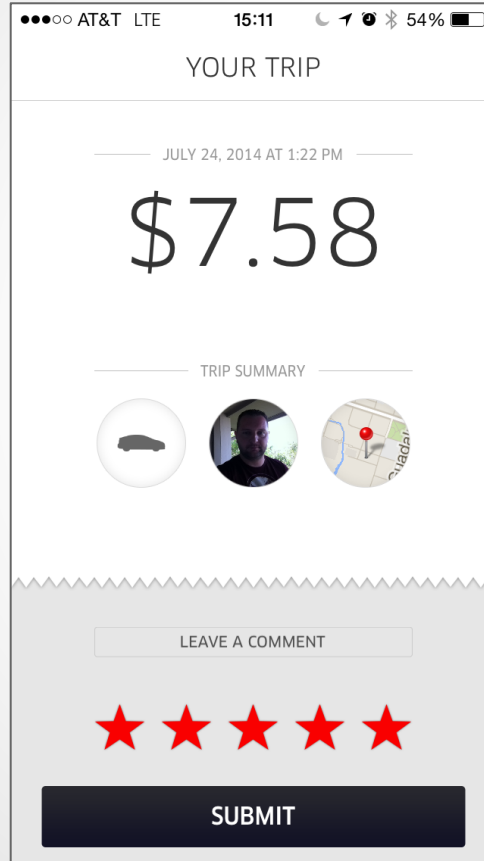 AT&T LTE 15:11 54%
YOUR TRIP
JULY 24, 2014 AT 1:22 PM
$7.58
TRIP SUMMARY
Guadal
LEAVE A COMMENT
SUBMIT